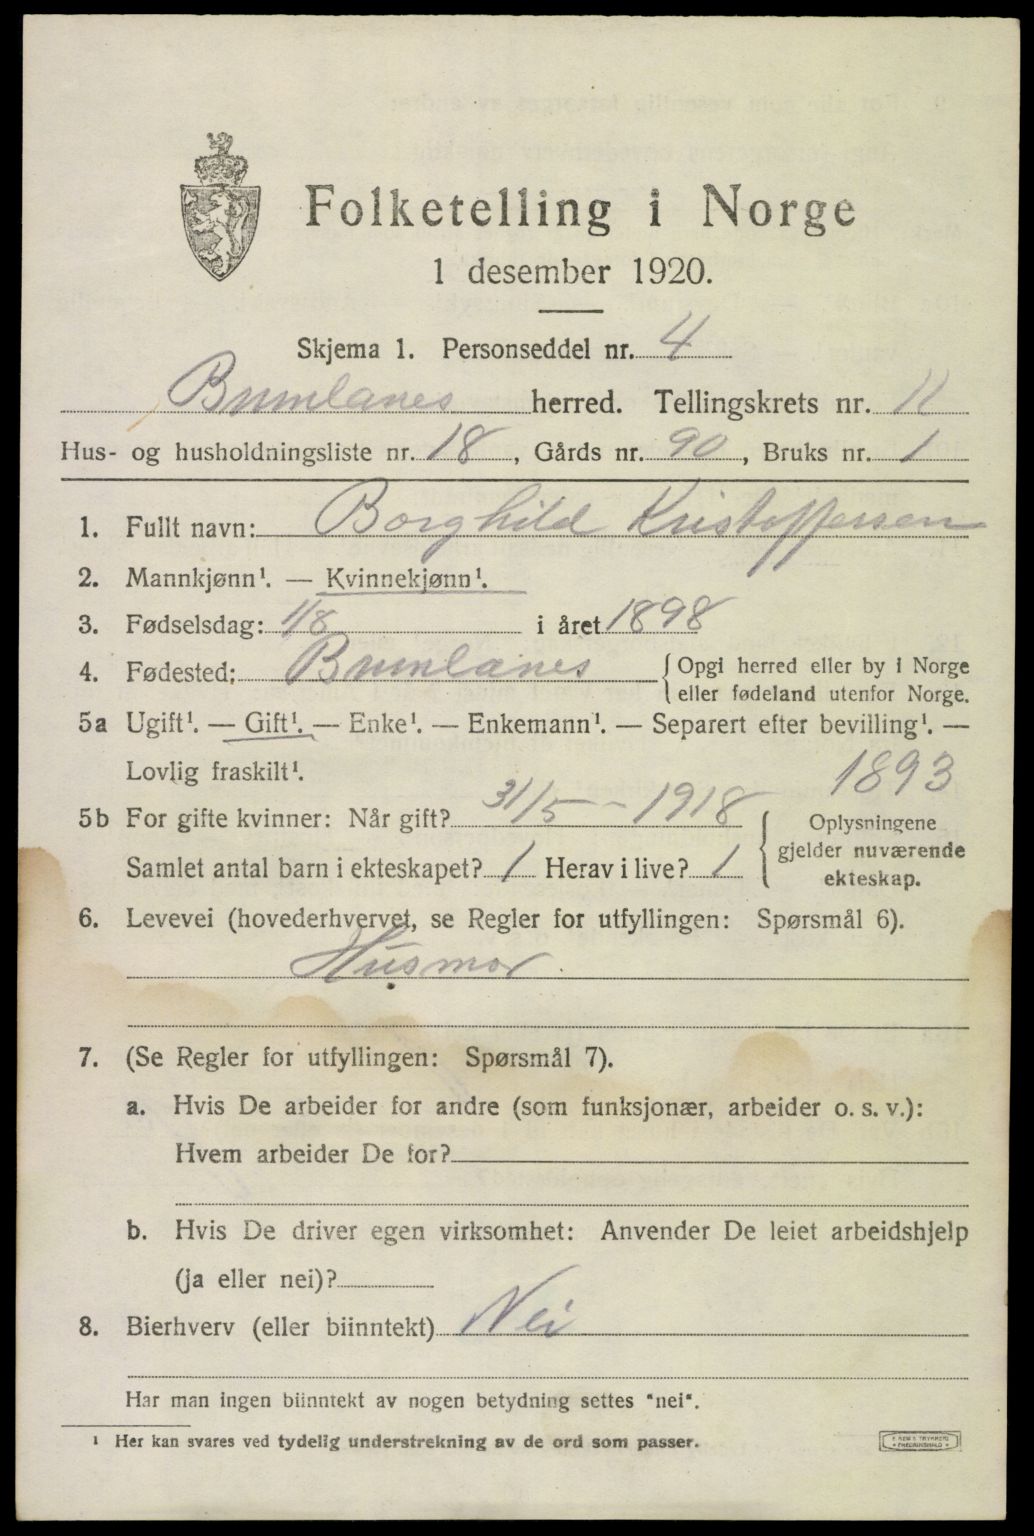 Folketelling i Norge
1 desember 1920.
Skjema 1. Personseddel nr. 4
Brunlanes herred. Tellingskrets nr. 11
Hus- og husholdningsliste nr. 18, Gårds nr. 90, Bruks nr. 1
1. Fullt navn: Borghild Kristoffersen
2. Mannkjønn¹. — Kvinnekjønn¹.
3. Fødselsdag: 1/8 i året 1898
4. Fødested: Brunlanes {Opgi herred eller by i Norge
eller fødeland utenfor Norge.
5a Ugift¹. — Gift¹. — Enke¹. — Enkemann¹. — Separert efter bevilling¹. —
Lovlig fraskilt¹. 1893
5b For gifte kvinner: Når gift? 31/5 - 1918
Samlet antal barn i ekteskapet? 1 Herav i live? 1
{Oplysningene
gjelder nuværende
ekteskap.
6. Levevei (hovederhvervet, se Regler for utfyllingen: Spørsmål 6).
Husmor.
7. (Se Regler for utfyllingen: Spørsmål 7).
a. Hvis De arbeider for andre (som funksjonær, arbeider o. s. v.):
Hvem arbeider De for?
b. Hvis De driver egen virksomhet: Anvender De leiet arbeidshjelp
(ja eller nei)?
8. Bierhverv (eller biinntekt) Nei
Har man ingen biinntekt av nogen betydning settes "nei".
¹ Her kan svares ved tydelig understrekning av de ord som passer.